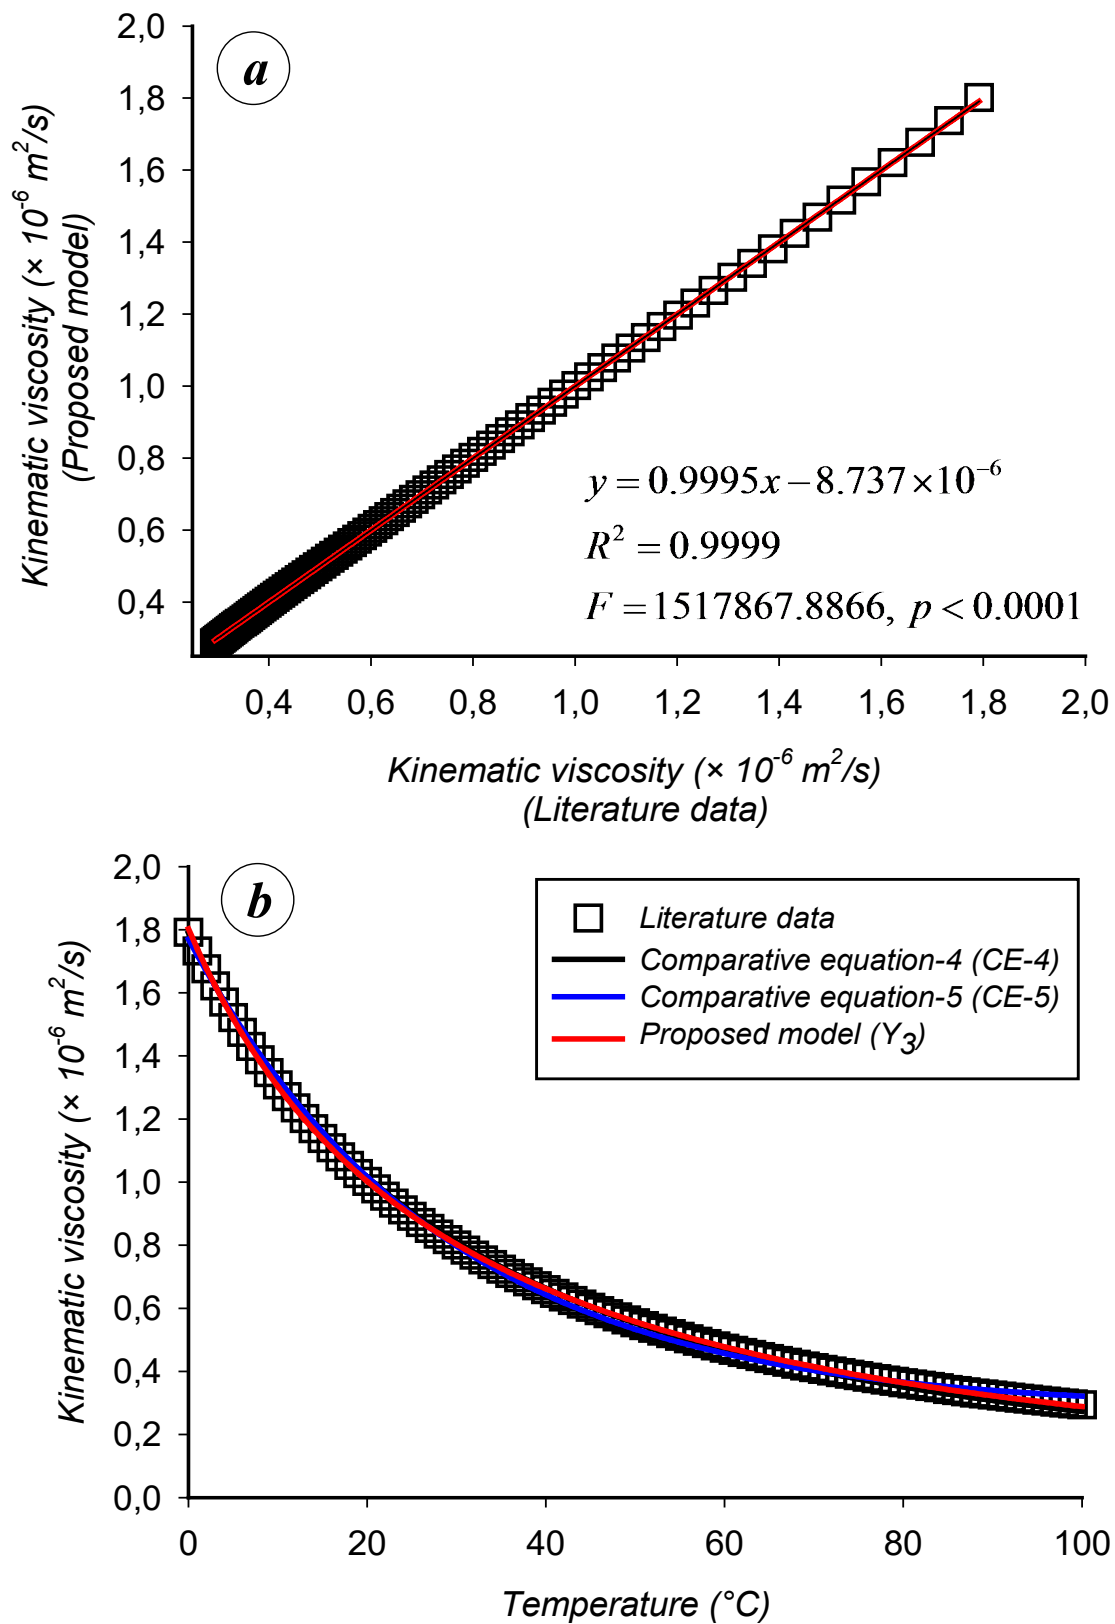 2,0
1,8
1,6
1,4
1,2
1,0
0,8
0,6
0,4
Kinematic viscosity (× 10⁻⁶ m²/s)
(Proposed model)
a
y = 0.9995x − 8.737 × 10⁻⁶
R² = 0.9999
F = 1517867.8866, p < 0.0001
0,4 0,6 0,8 1,0 1,2 1,4 1,6 1,8 2,0
Kinematic viscosity (× 10⁻⁶ m²/s)
(Literature data)
2,0
1,8
1,6
1,4
1,2
1,0
0,8
0,6
0,4
0,2
0,0
Kinematic viscosity (× 10⁻⁶ m²/s)
b
Literature data
Comparative equation-4 (CE-4)
Comparative equation-5 (CE-5)
Proposed model (Y₃)
0 20 40 60 80 100
Temperature (°C)